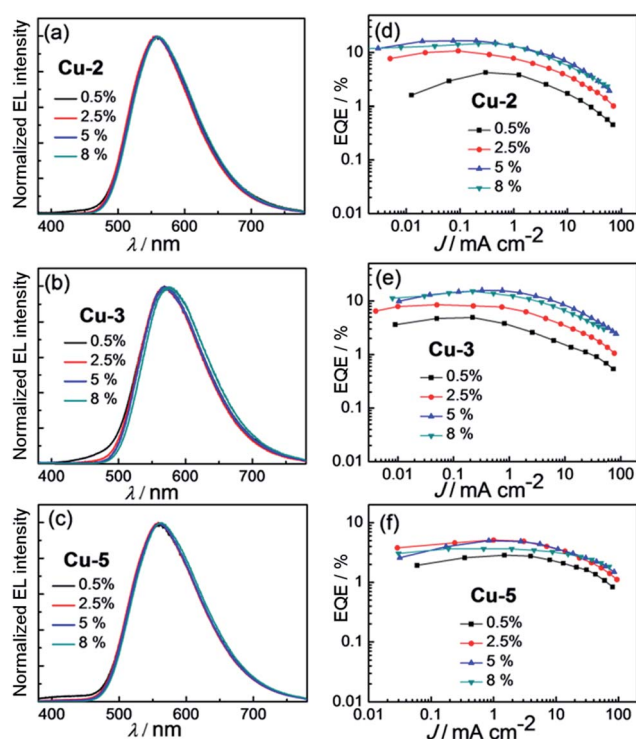 (a)
Cu-2
0.5%
2.5%
5 %
8 %
Normalized EL intensity
500 600 700
λ / nm
(d)
Cu-2
0.5%
2.5%
5 %
8 %
EQE / %
10
1
0.1
0.01
0.01 0.1 1 10 100
J / mA cm-2
(b)
Cu-3
0.5%
2.5%
5 %
8 %
Normalized EL intensity
400 500 600 700
λ / nm
(e)
Cu-3
0.5%
2.5%
5 %
8 %
EQE / %
100
10
1
0.1
0.01
0.01 0.1 1 10 100
J / mA cm-2
(c)
Cu-5
0.5%
2.5%
5 %
8 %
Normalized EL intensity
400 500 600 700
λ / nm
(f)
Cu-5
0.5%
2.5%
5 %
8 %
EQE / %
10
1
0.1
0.01
0.01 0.1 1 10 100
J / mA cm-2